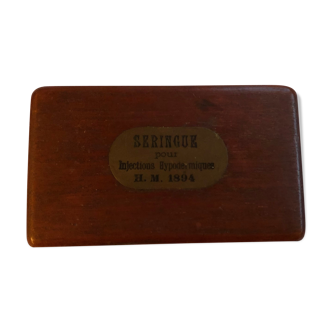 SERINGUE
pour
Injections Hypodermiques
H. M. 1894